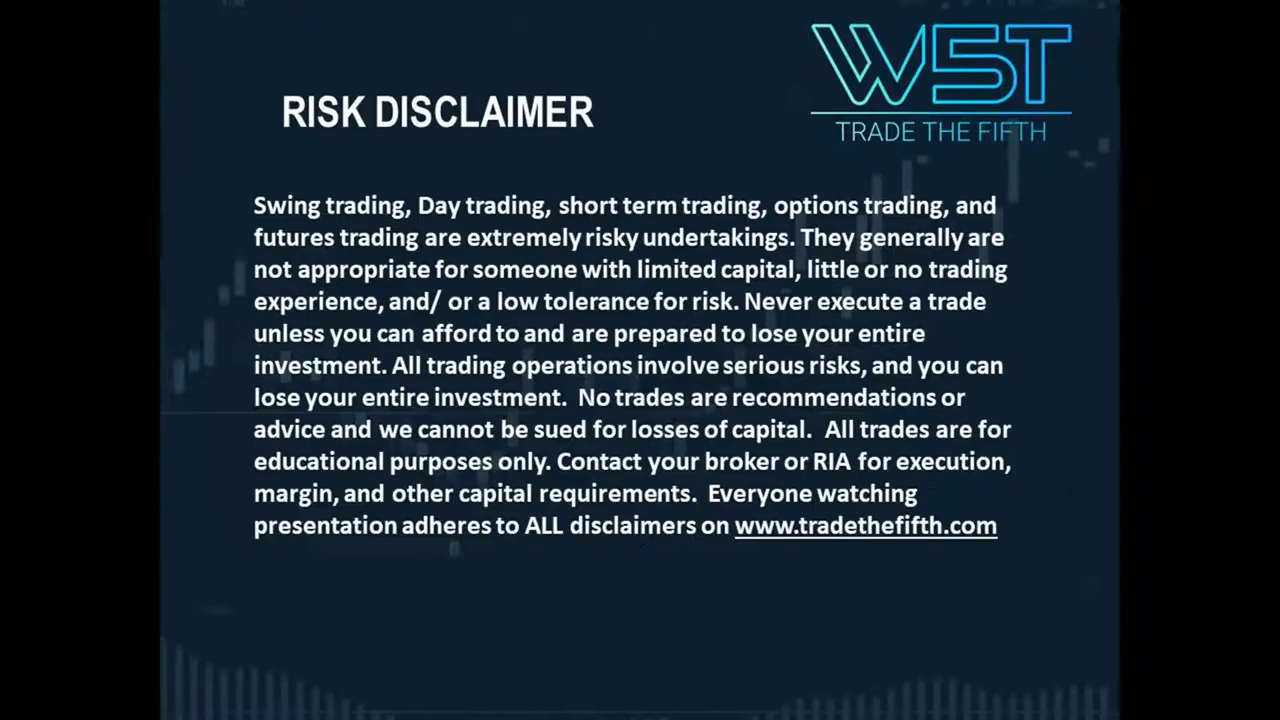 W5T
TRADE THE FIFTH
RISK DISCLAIMER
Swing trading, Day trading, short term trading, options trading, and
futures trading are extremely risky undertakings. They generally are
not appropriate for someone with limited capital, little or no trading
experience, and/ or a low tolerance for risk. Never execute a trade
unless you can afford to and are prepared to lose your entire
investment. All trading operations involve serious risks, and you can
lose your entire investment.  No trades are recommendations or
advice and we cannot be sued for losses of capital.  All trades are for
educational purposes only. Contact your broker or RIA for execution,
margin, and other capital requirements.  Everyone watching
presentation adheres to ALL disclaimers on www.tradethefifth.com